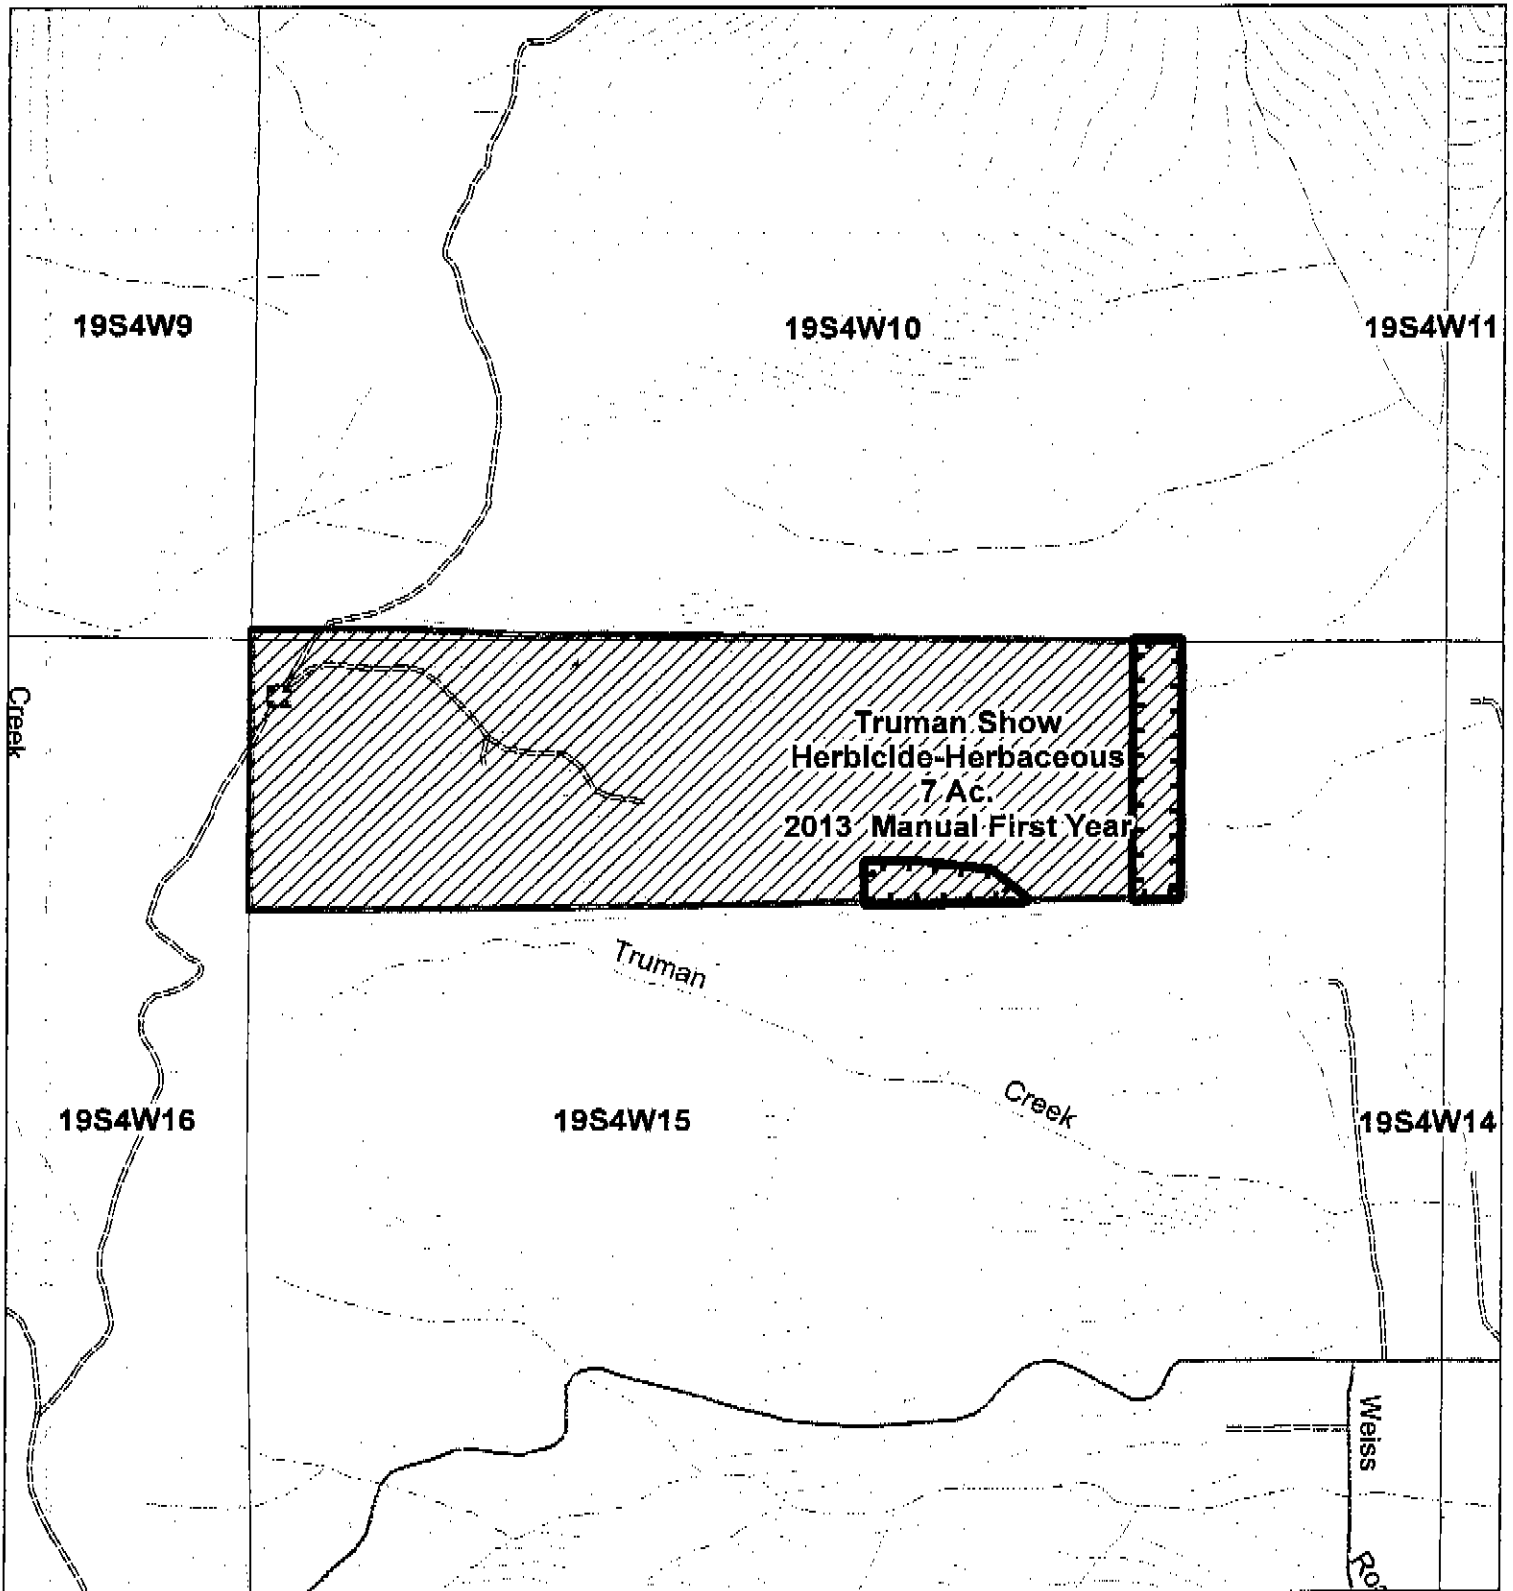 19S4W9
19S4W10
19S4W11
Creek
Truman Show
Herbicide-Herbaceous
7 Ac.
2013 Manual First Year
Truman
Creek
19S4W16
19S4W15
19S4W14
Weiss